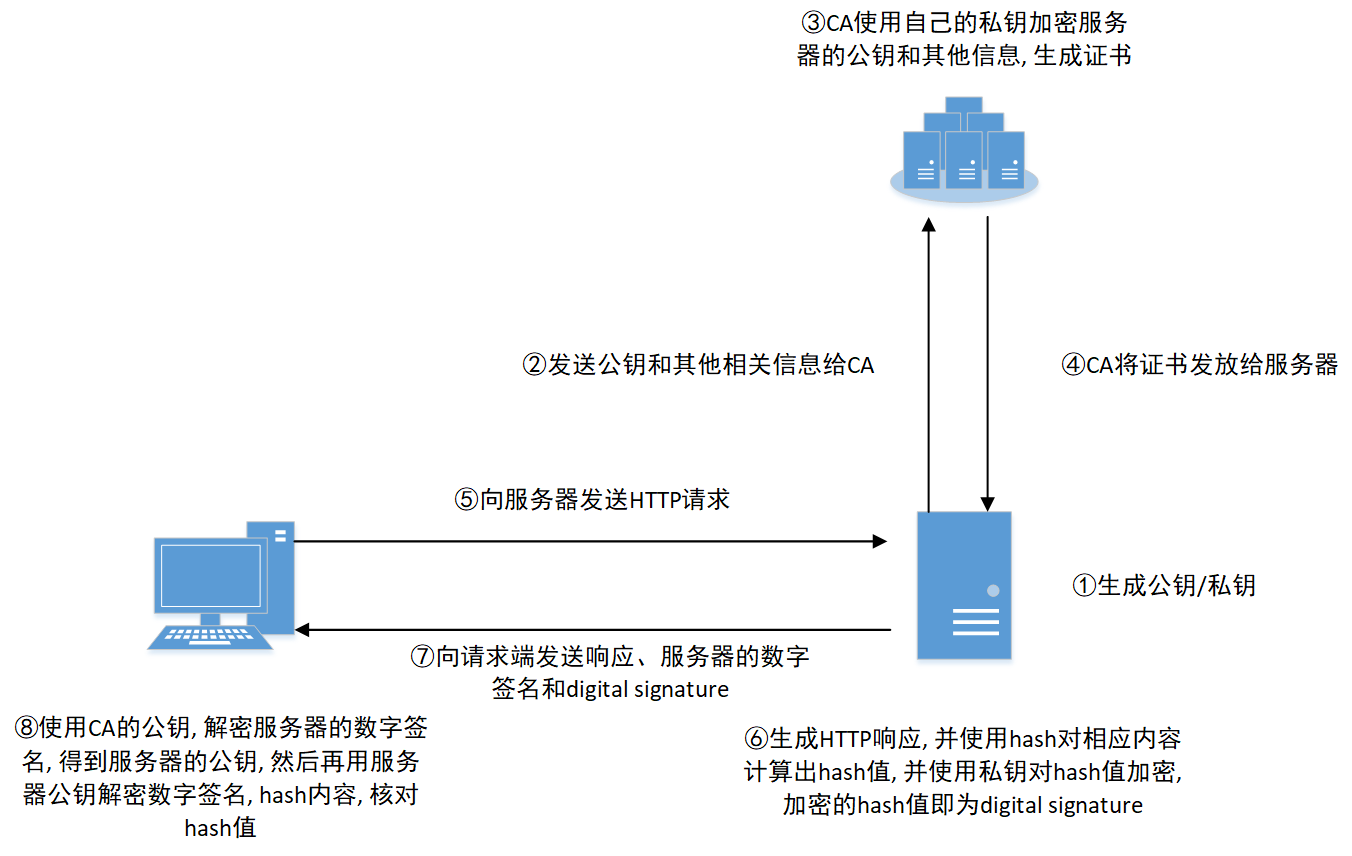 ③CA使用自己的私钥加密服务
器的公钥和其他信息, 生成证书
②发送公钥和其他相关信息给CA
④CA将证书发放给服务器
⑤向服务器发送HTTP请求
①生成公钥/私钥
⑦向请求端发送响应、服务器的数字
签名和digital signature
⑧使用CA的公钥, 解密服务器的数字签
名, 得到服务器的公钥, 然后再用服务
器公钥解密数字签名, hash内容, 核对
hash值
⑥生成HTTP响应, 并使用hash对相应内容
计算出hash值, 并使用私钥对hash值加密,
加密的hash值即为digital signature